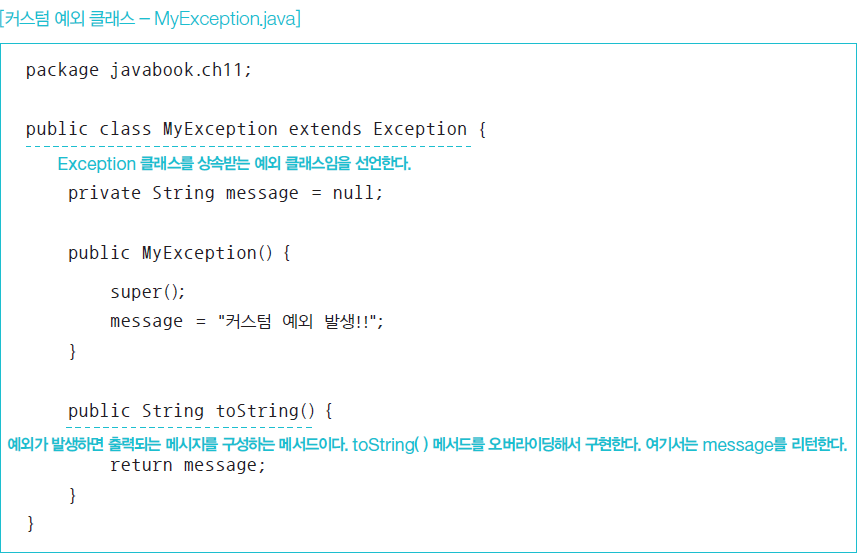 [커스텀 예외 클래스 – MyException.java]
package javabook.ch11;
public class MyException extends Exception {
Exception 클래스를 상속받는 예외 클래스임을 선언한다.
private String message = null;
public MyException() {
super();
message = "커스텀 예외 발생!!";
}
public String toString() {
예외가 발생하면 출력되는 메시지를 구성하는 메서드이다. toString( ) 메서드를 오버라이딩해서 구현한다. 여기서는 message를 리턴한다.
return message;
}
}